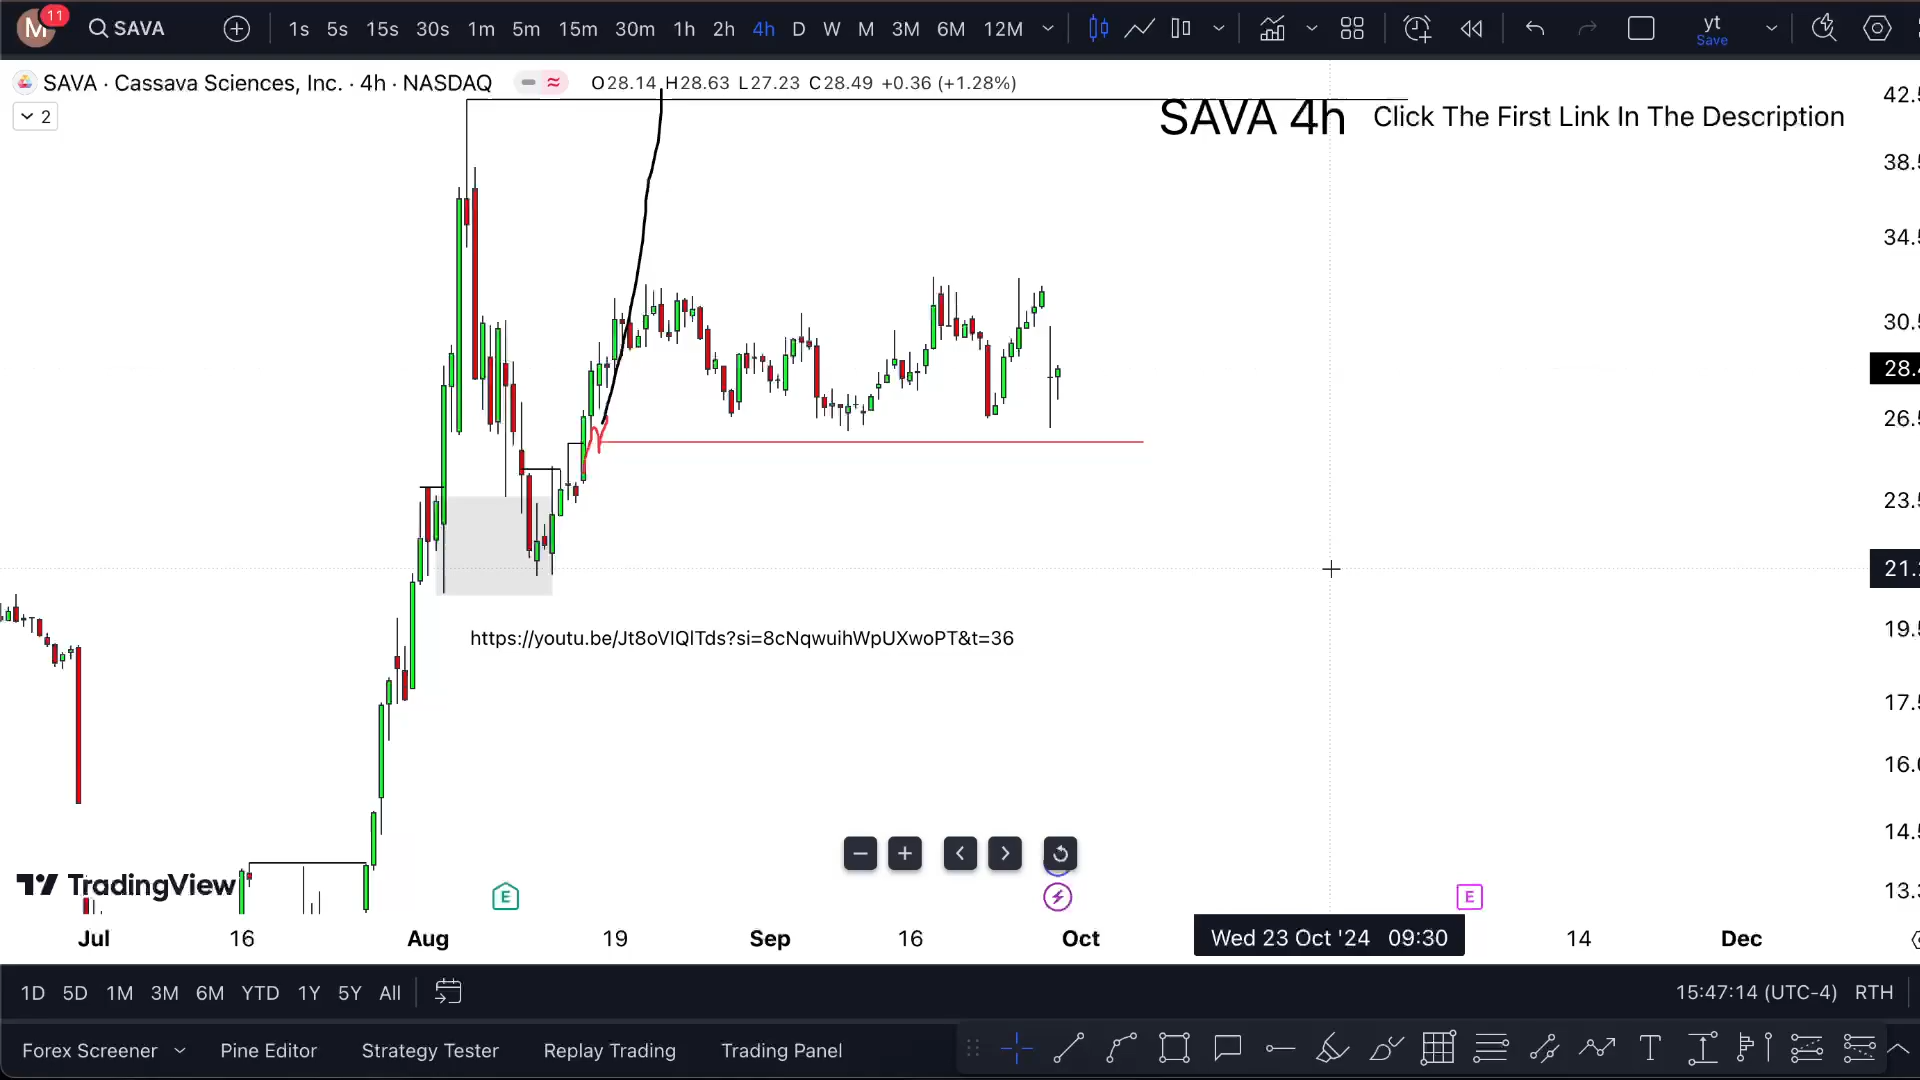 M 11 SAVA 1s 5s 15s 30s 1m 5m 15m 30m 1h 2h 4h D W M 3M 6M 12M yt
Save
SAVA · Cassava Sciences, Inc. · 4h · NASDAQ O28.14 H28.63 L27.23 C28.49 +0.36 (+1.28%)
2
SAVA 4h Click The First Link In The Description
42.5
38.5
34.5
30.5
28.4
26.5
23.5
21.
19.5
17.5
16.0
14.5
13.3
https://youtu.be/Jt8oVIQlTds?si=8cNqwuihWpUXwoPT&t=36
TradingView
E E
Jul 16 Aug 19 Sep 16 Oct Wed 23 Oct '24 09:30 14 Dec
1D 5D 1M 3M 6M YTD 1Y 5Y All 15:47:14 (UTC-4) RTH
Forex Screener Pine Editor Strategy Tester Replay Trading Trading Panel